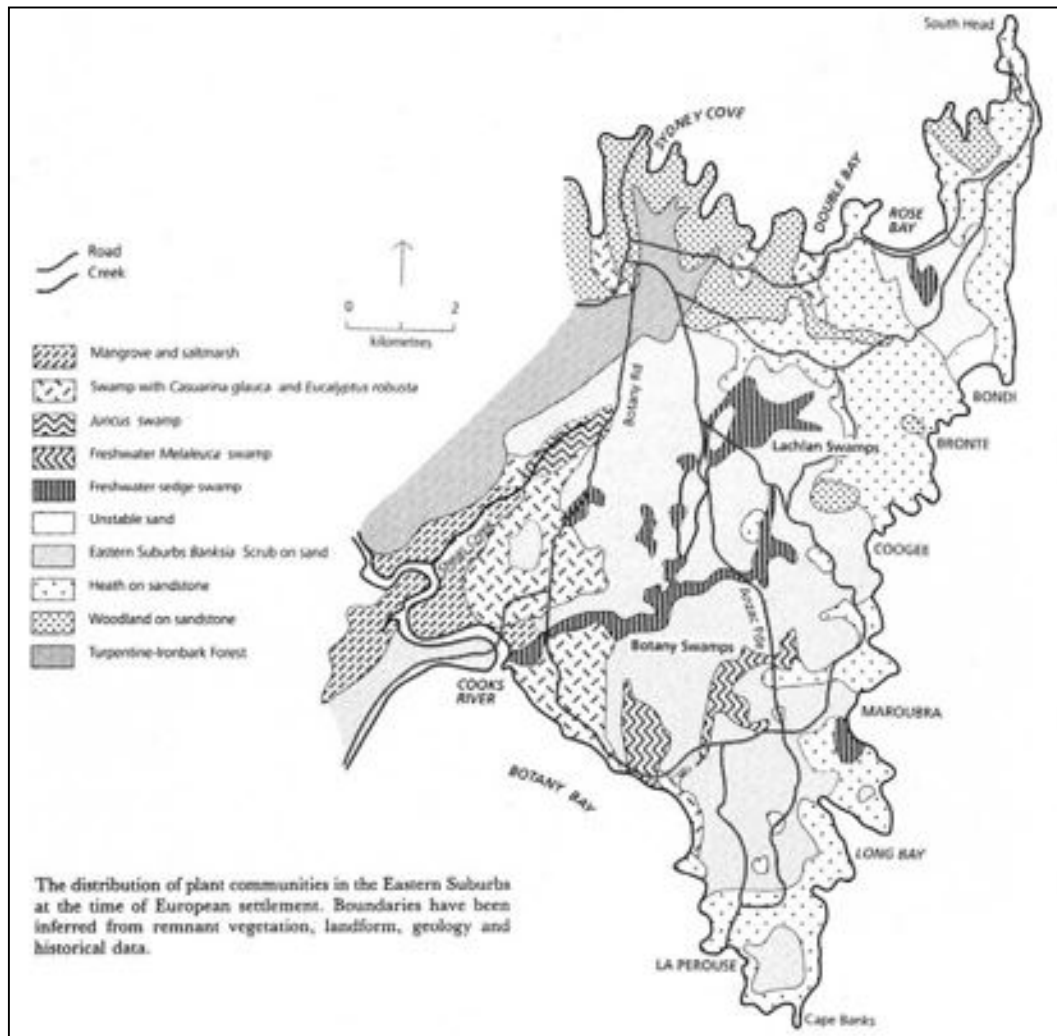 South Head
SYDNEY COVE
DOUBLE BAY
ROSE
BAY
Road
Creek
0 2
kilometres
Mangrove and saltmarsh
Swamp with Casuarina glauca and Eucalyptus robusta
Juncus swamp
Freshwater Melaleuca swamp
Freshwater sedge swamp
Unstable sand
Eastern Suburbs Banksia Scrub on sand
Heath on sandstone
Woodland on sandstone
Turpentine-Ironbark Forest
Botany Rd
BONDI
BRONTE
Lachlan Swamps
COOGEE
Anzac Pde
Botany Swamps
COOKS
RIVER
MAROUBRA
BOTANY BAY
LONG BAY
LA PEROUSE
Cape Banks
The distribution of plant communities in the Eastern Suburbs
at the time of European settlement. Boundaries have been
inferred from remnant vegetation, landform, geology and
historical data.